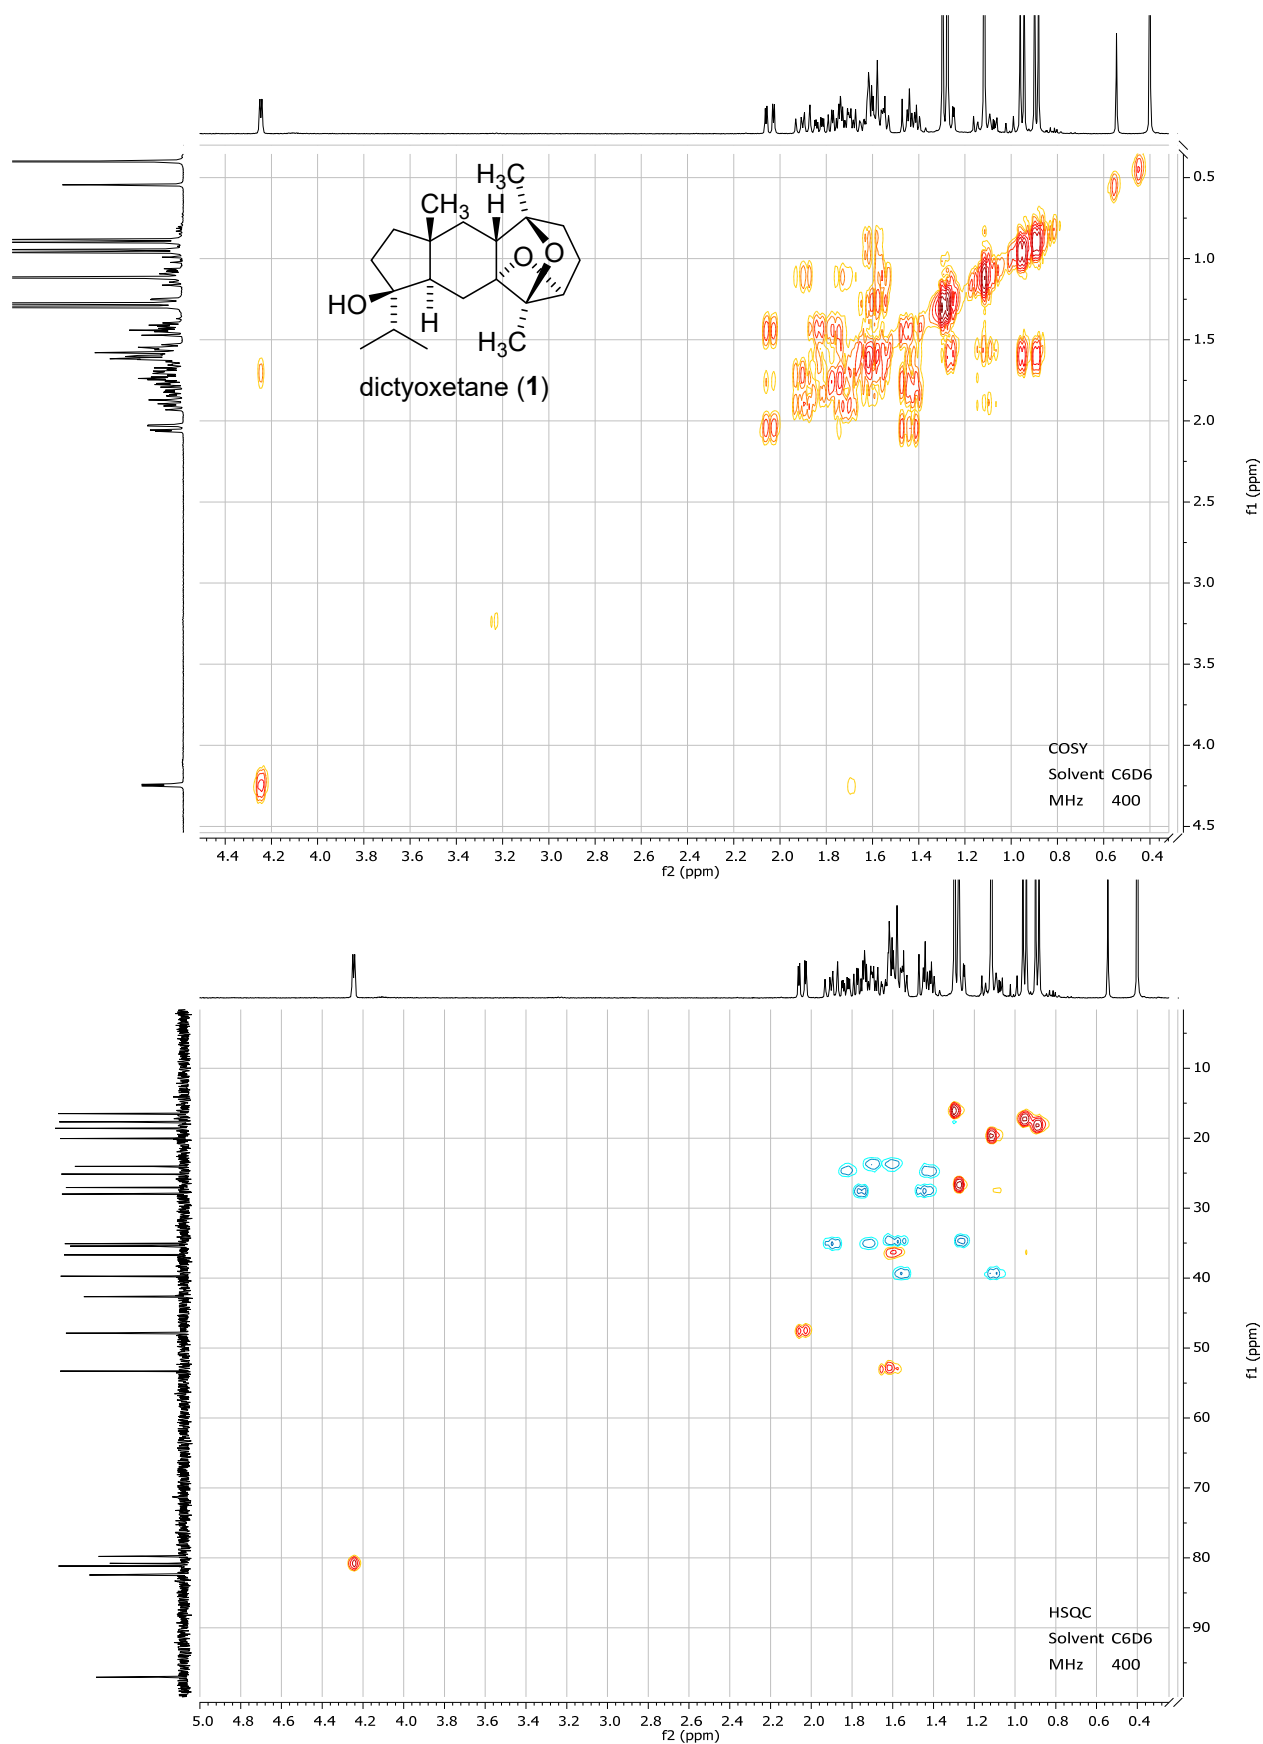 H3C
CH3
H
O
O
HO
H
H3C
dictyoxetane (1)
0.5
1.0
1.5
2.0
2.5
3.0
3.5
4.0
4.5
f1 (ppm)
COSY
Solvent C6D6
MHz 400
4.4 4.2 4.0 3.8 3.6 3.4 3.2 3.0 2.8 2.6 2.4 2.2 2.0 1.8 1.6 1.4 1.2 1.0 0.8 0.6 0.4
f2 (ppm)
10
20
30
40
50
60
70
80
90
f1 (ppm)
HSQC
Solvent C6D6
MHz 400
5.0 4.8 4.6 4.4 4.2 4.0 3.8 3.6 3.4 3.2 3.0 2.8 2.6 2.4 2.2 2.0 1.8 1.6 1.4 1.2 1.0 0.8 0.6 0.4
f2 (ppm)